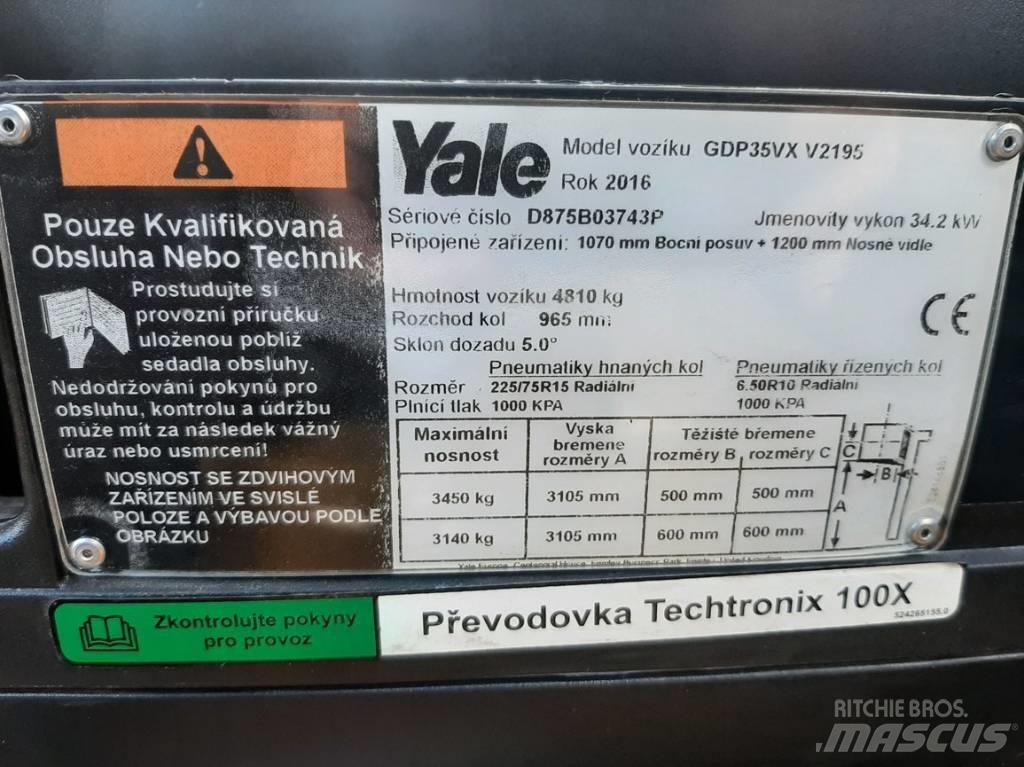 Pouze Kvalifikovaná
Obsluha Nebo Technik
Prostudujte si
provozní příručku
uloženou poblíž
sedadla obsluhy.
Nedodržování pokynů pro
obsluhu, kontrolu a údržbu
může mít za následek vážný
úraz nebo usmrcení!
NOSNOST SE ZDVIHOVÝM
ZAŘÍZENÍM VE SVISLÉ
POLOZE A VÝBAVOU PODLE
OBRÁZKU
Yale
Model vozíku GDP35VX V2195
Rok 2016
Sériové číslo D875B03743P Jmenovitý vykon 34.2 kW
Připojené zařízení: 1070 mm Bocní posuv + 1200 mm Nosné vidle
Hmotnost vozíku 4810 kg
Rozchod kol 965 mm
Sklon dozadu 5.0°
CE
Pneumatiky hnaných kol Pneumatiky řízených kol
Rozměr 225/75R15 Radiální 6.50R10 Radiální
Plnící tlak 1000 KPA 1000 KPA
Maximální Vyska Těžiště břemene
nosnost bremene rozměry B rozměry C
rozměry A
3450 kg 3105 mm 500 mm 500 mm
3140 kg 3105 mm 600 mm 600 mm
C
B
A
Zkontrolujte pokyny
pro provoz
Převodovka Techtronix 100X
524265155.0
RITCHIE BROS.
MASCUS